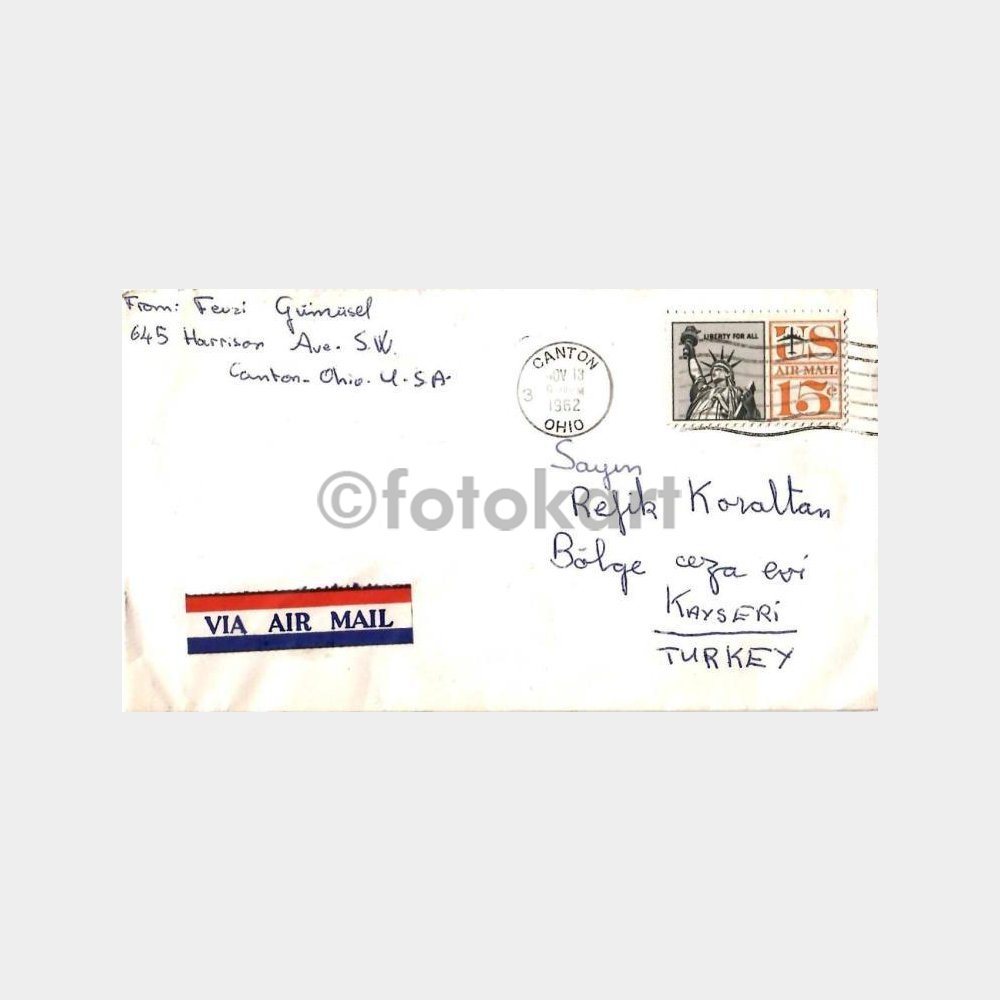 From: Fevzi Gümüsel
645 Harrison Ave. S.W.
Canton. Ohio. U.S.A.
CANTON
NOV 13
1962
OHIO
3
LIBERTY FOR ALL
US
AIR MAIL
15¢
Sayın
Refik Koraltan
Bölge ceza evi
KAYSERİ
TURKEY
VIA AIR MAIL
©fotokart